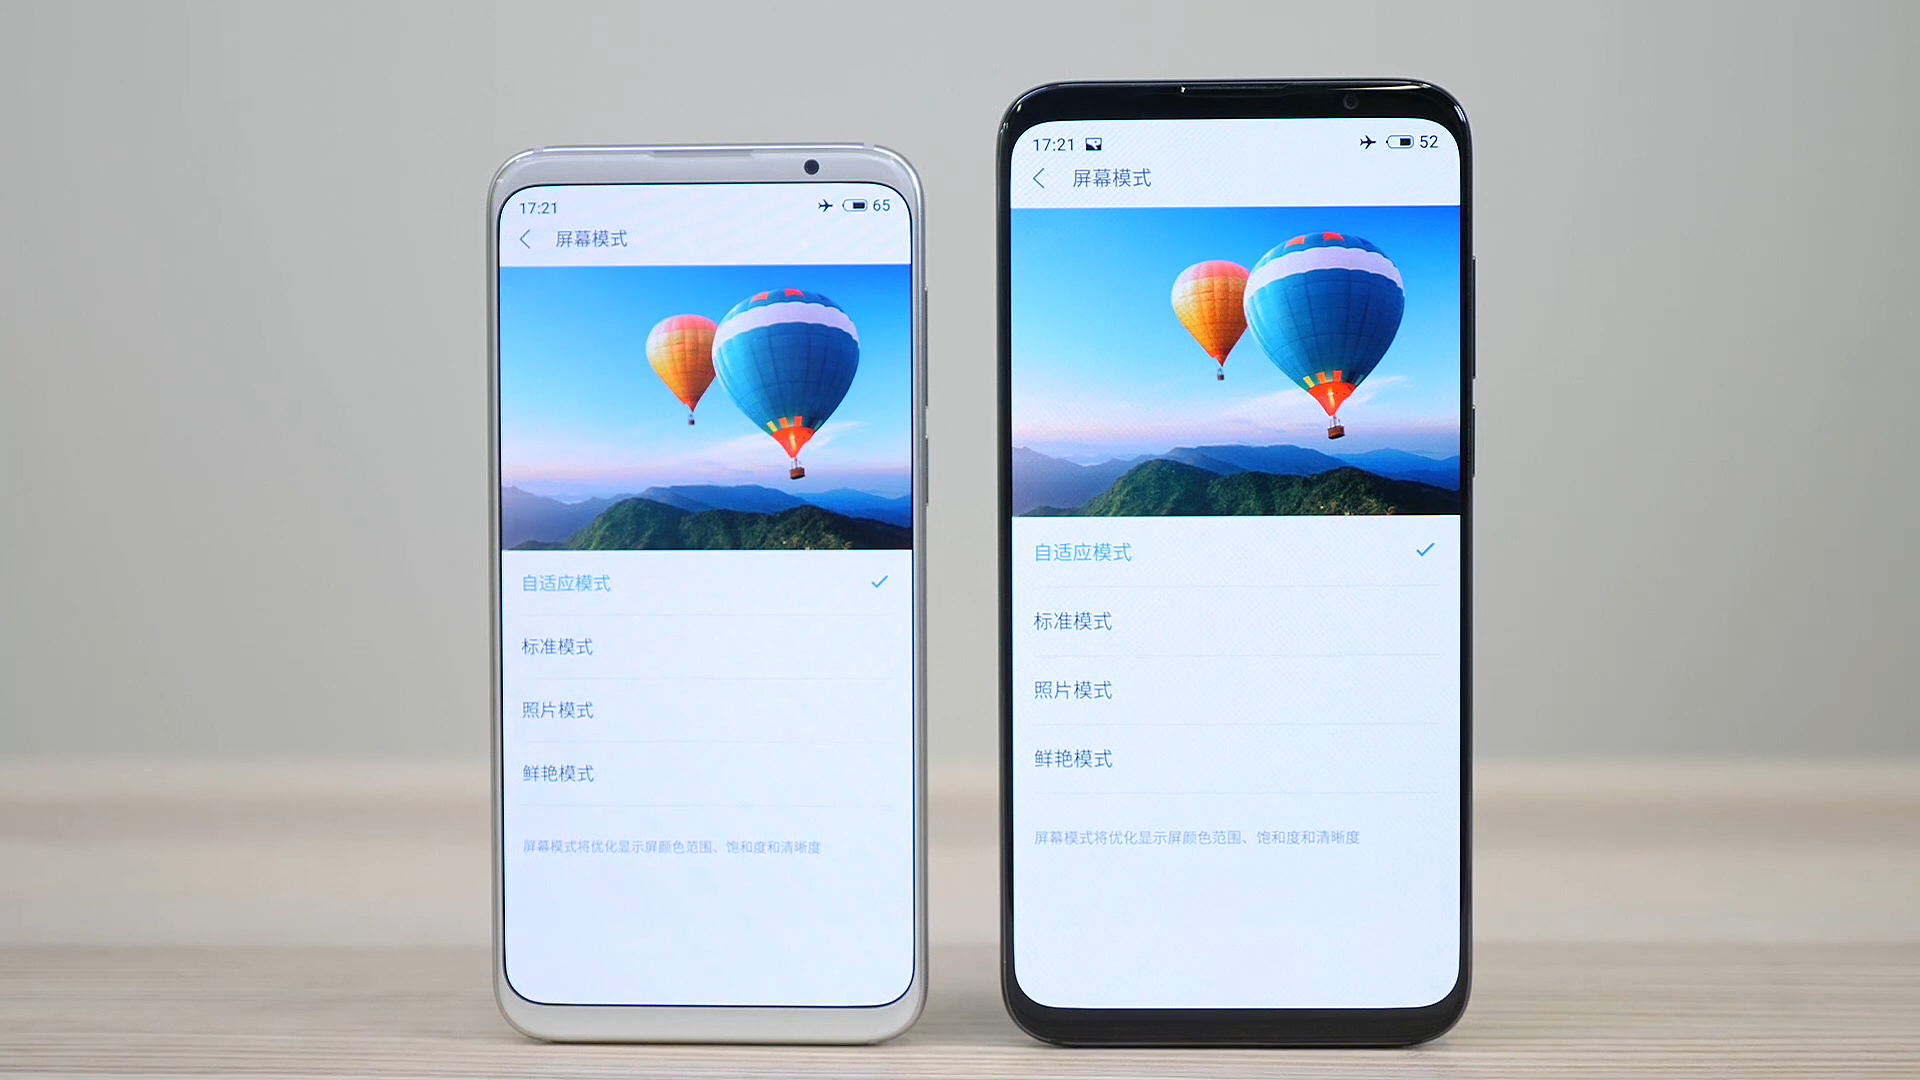 17:21 65
屏幕模式
自适应模式
标准模式
照片模式
鲜艳模式
屏幕模式将优化显示屏颜色范围、饱和度和清晰度
17:21 52
屏幕模式
自适应模式
标准模式
照片模式
鲜艳模式
屏幕模式将优化显示屏颜色范围、饱和度和清晰度